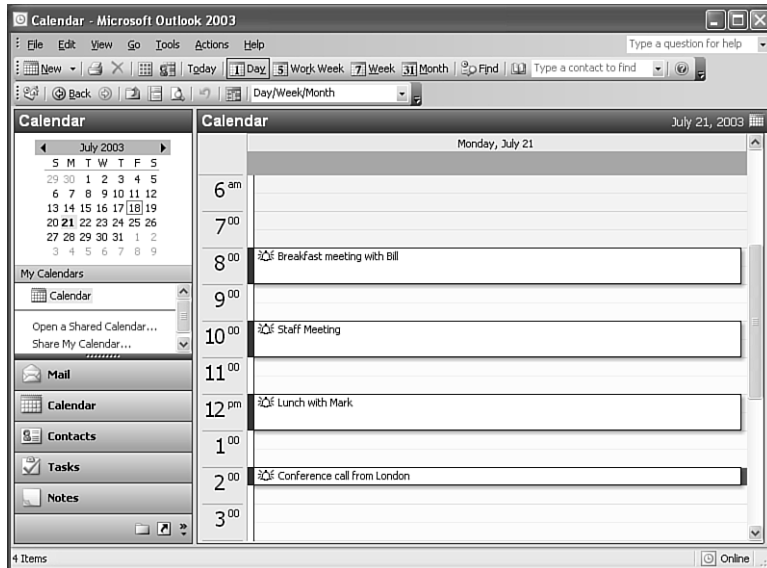 Calendar - Microsoft Outlook 2003
File Edit View Go Tools Actions Help Type a question for help
New Today 1 Day 5 Work Week 7 Week 31 Month Find Type a contact to find
Back Day/Week/Month
Calendar
July 2003
S M T W T F S
29 30 1 2 3 4 5
6 7 8 9 10 11 12
13 14 15 16 17 18 19
20 21 22 23 24 25 26
27 28 29 30 31 1 2
3 4 5 6 7 8 9
My Calendars
Calendar
Open a Shared Calendar...
Share My Calendar...
Mail
Calendar
Contacts
Tasks
Notes
Calendar July 21, 2003
Monday, July 21
6 am
7 00
8 00 Breakfast meeting with Bill
9 00
10 00 Staff Meeting
11 00
12 pm Lunch with Mark
1 00
2 00 Conference call from London
3 00
4 Items Online